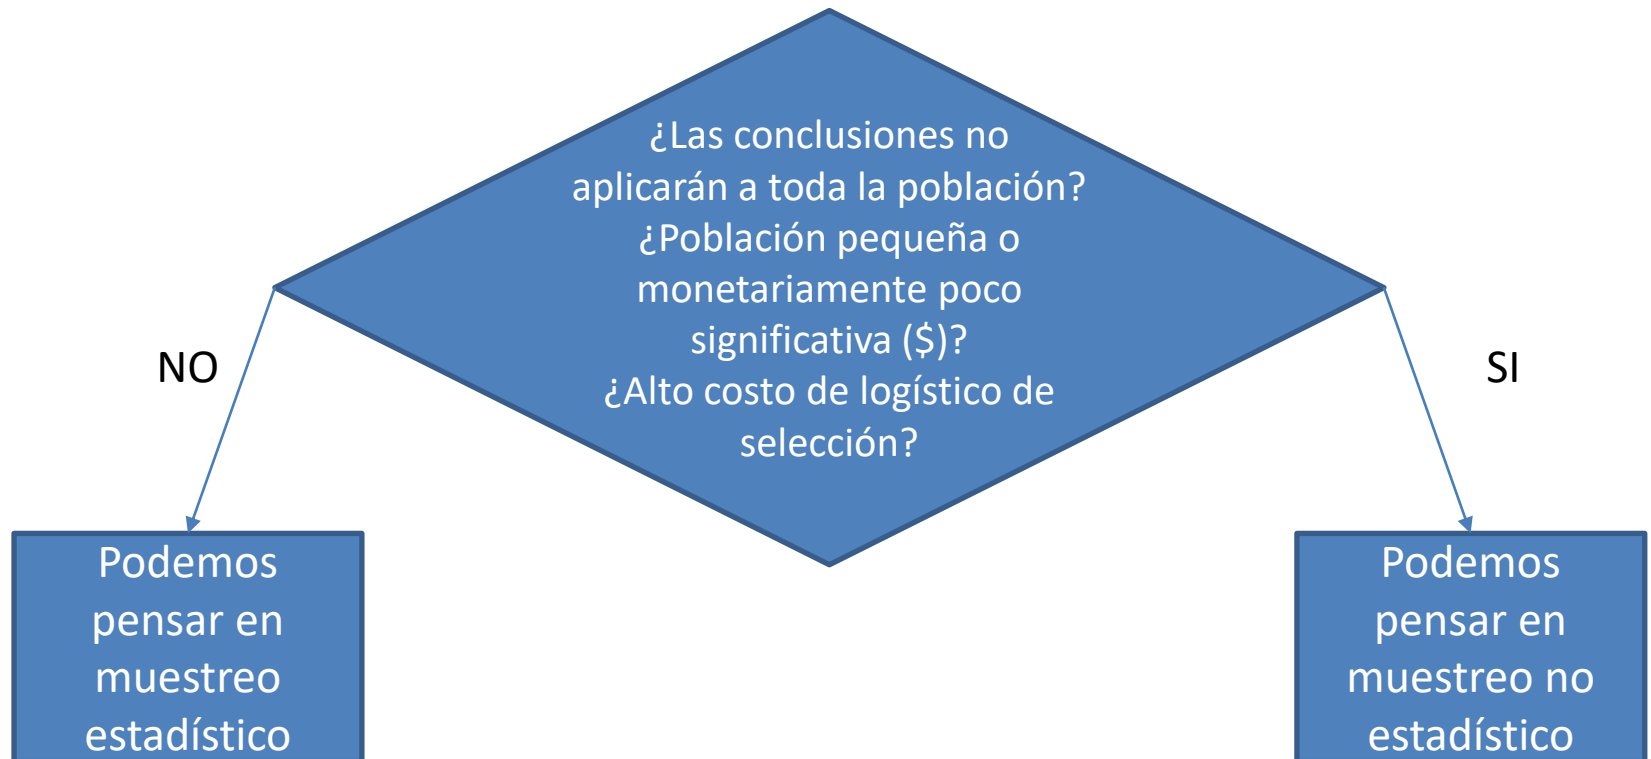 ¿Las conclusiones no
aplicarán a toda la población?
¿Población pequeña o
monetariamente poco
significativa ($)?
¿Alto costo de logístico de
selección?
NO
SI
Podemos
pensar en
muestreo
estadístico
Podemos
pensar en
muestreo no
estadístico